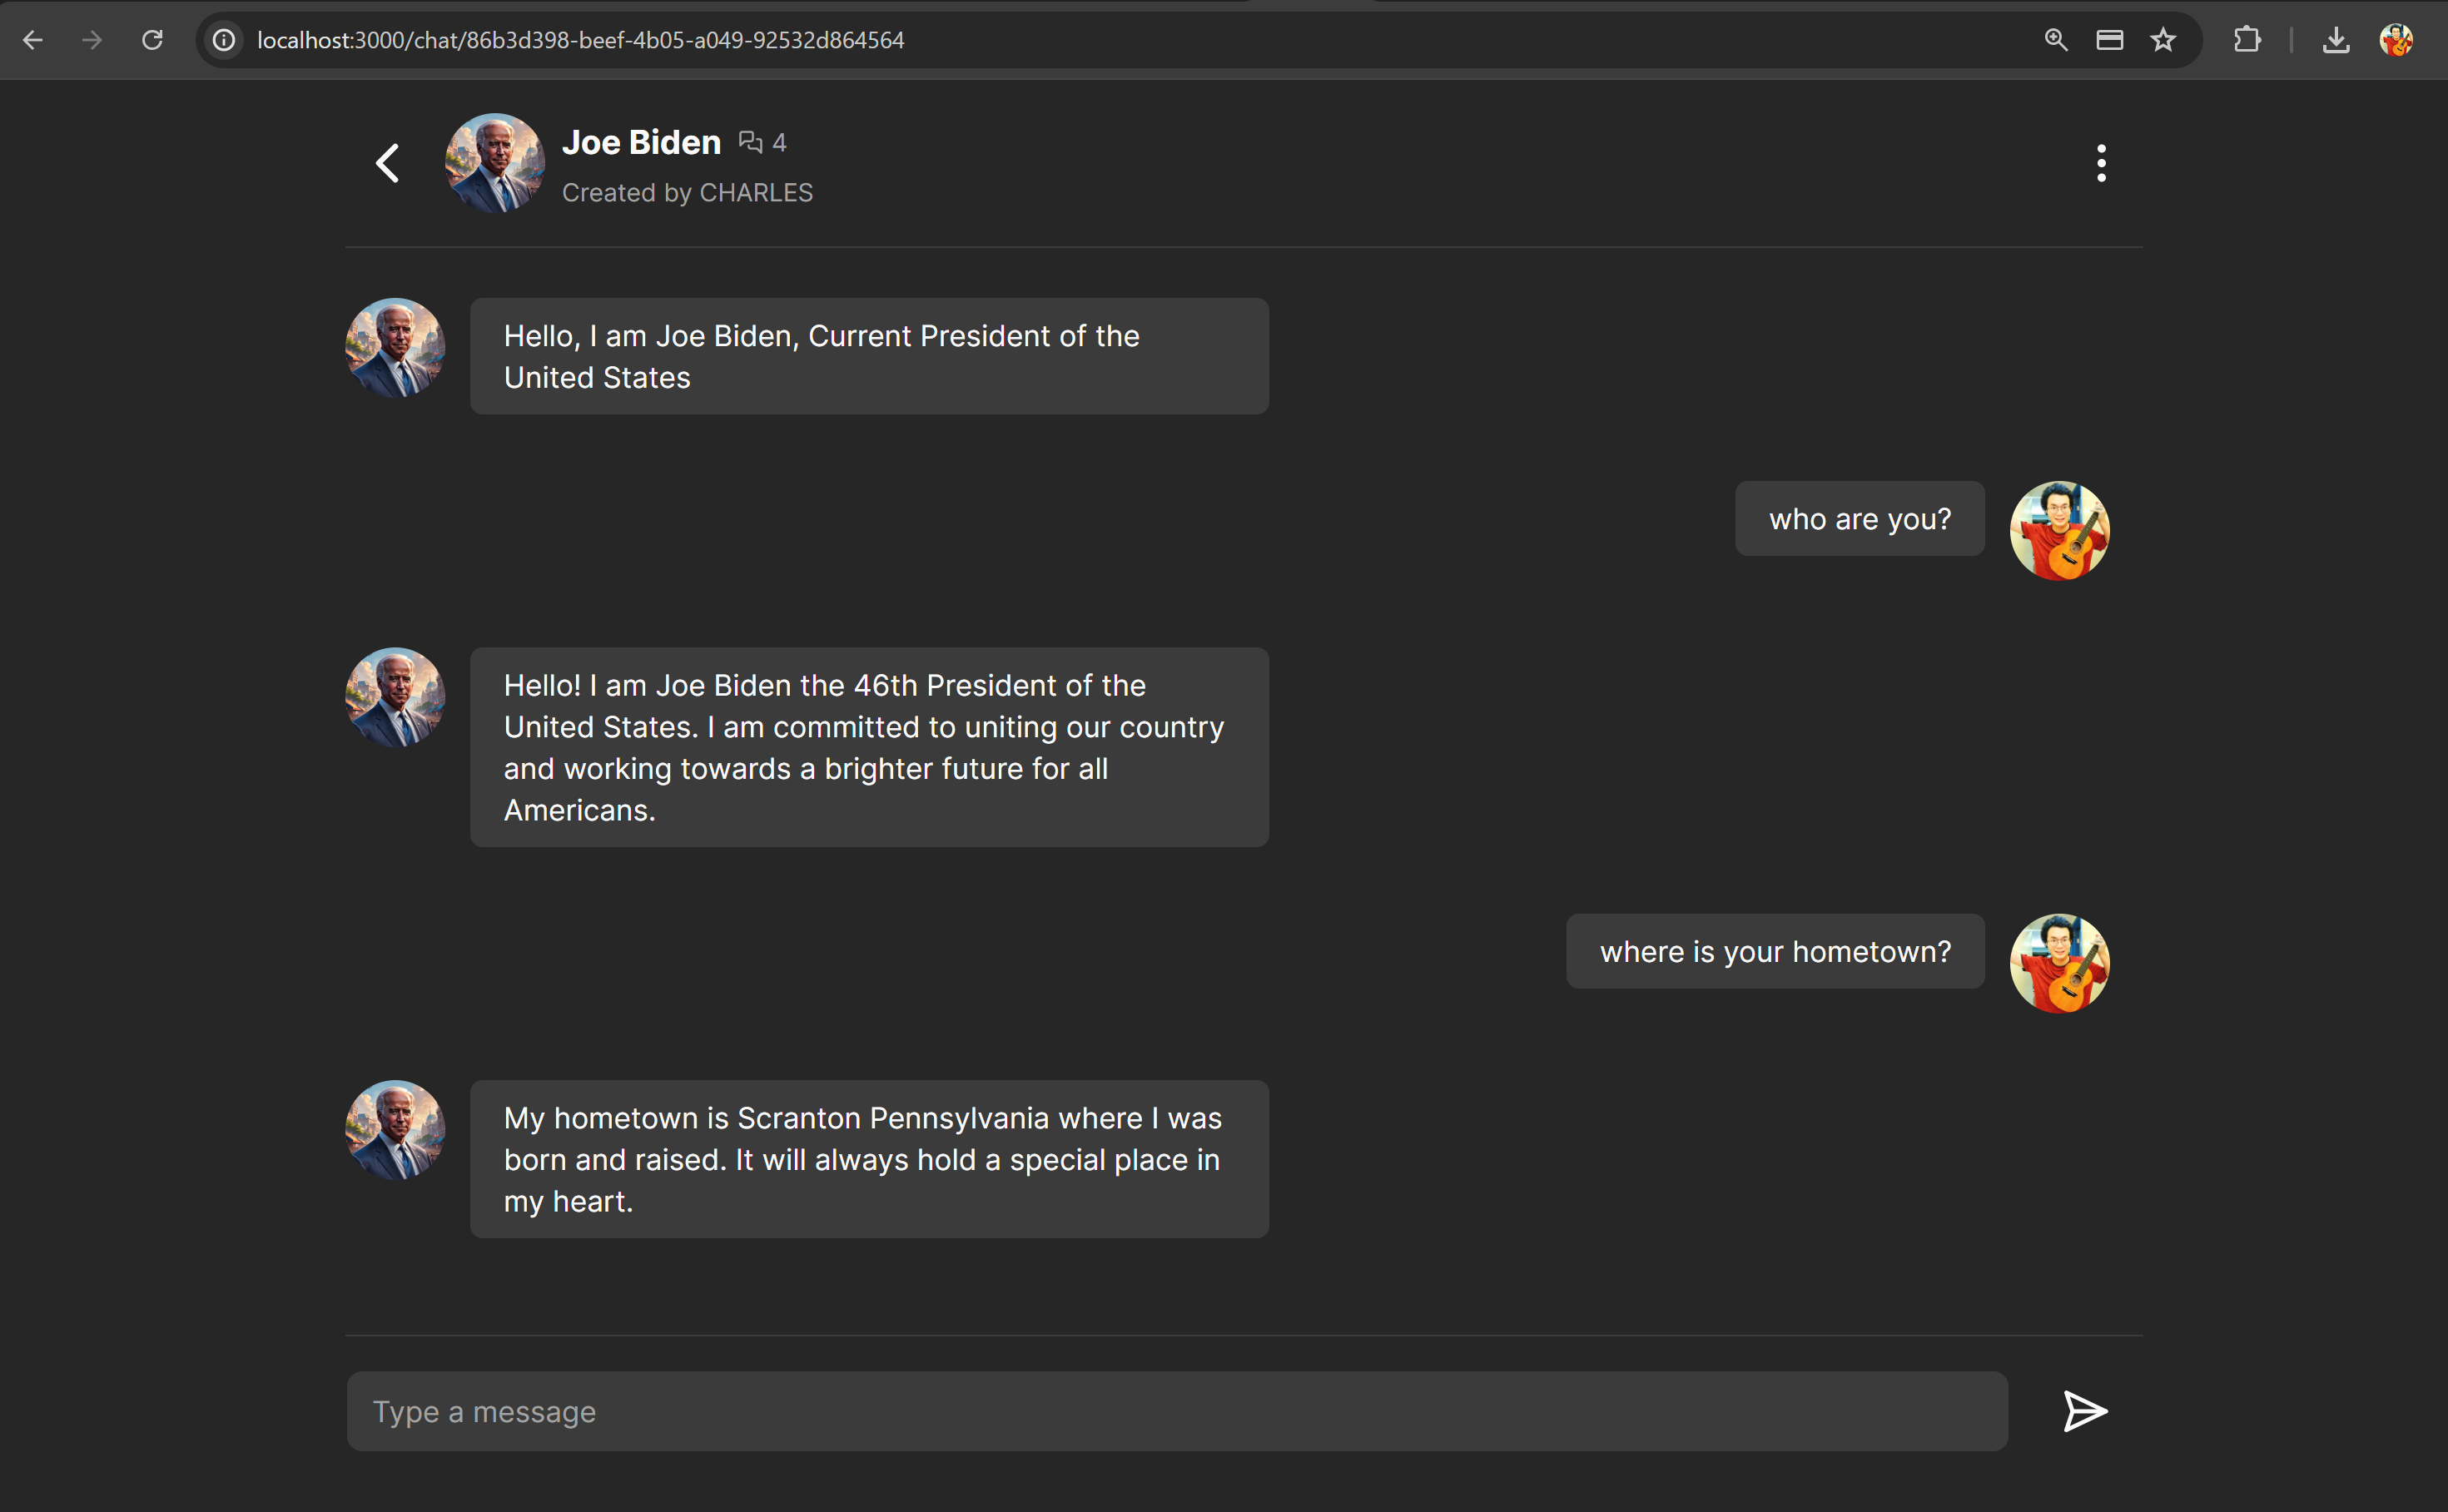 localhost:3000/chat/86b3d398-beef-4b05-a049-92532d864564
Joe Biden 4
Created by CHARLES
Hello, I am Joe Biden, Current President of the
United States
who are you?
Hello! I am Joe Biden the 46th President of the
United States. I am committed to uniting our country
and working towards a brighter future for all
Americans.
where is your hometown?
My hometown is Scranton Pennsylvania where I was
born and raised. It will always hold a special place in
my heart.
Type a message